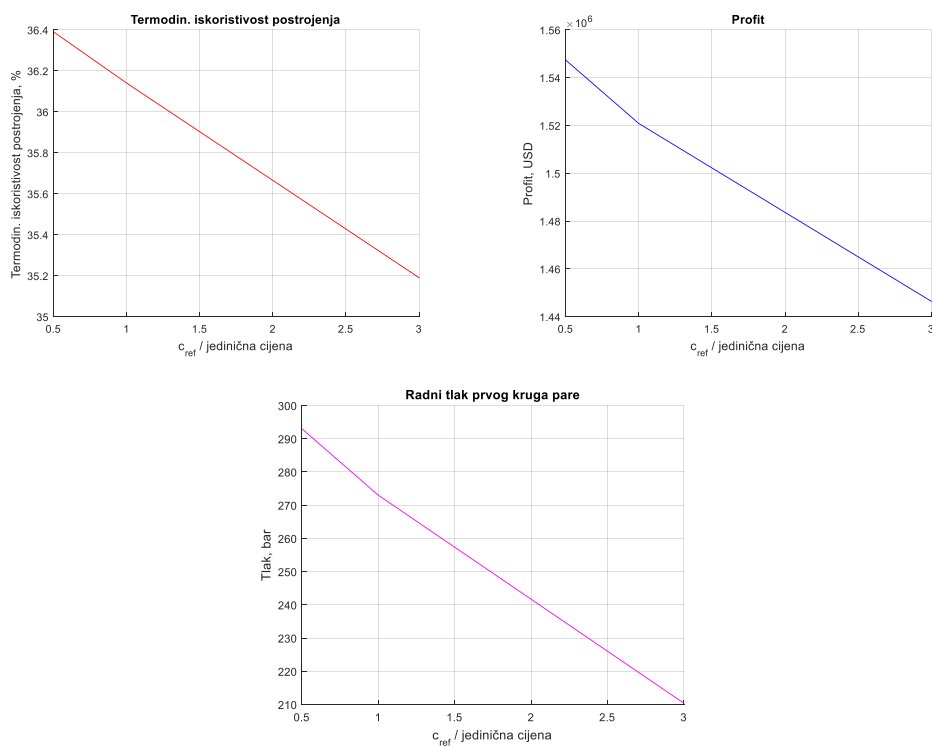 Termodin. iskoristivost postrojenja
Termodin. iskoristivost postrojenja, %
36.4
36.2
36
35.8
35.6
35.4
35.2
35
0.5 1 1.5 2 2.5 3
c_ref / jedinična cijena
Profit
×10^6
Profit, USD
1.56
1.54
1.52
1.5
1.48
1.46
1.44
0.5 1 1.5 2 2.5 3
c_ref / jedinična cijena
Radni tlak prvog kruga pare
Tlak, bar
300
290
280
270
260
250
240
230
220
210
0.5 1 1.5 2 2.5 3
c_ref / jedinična cijena